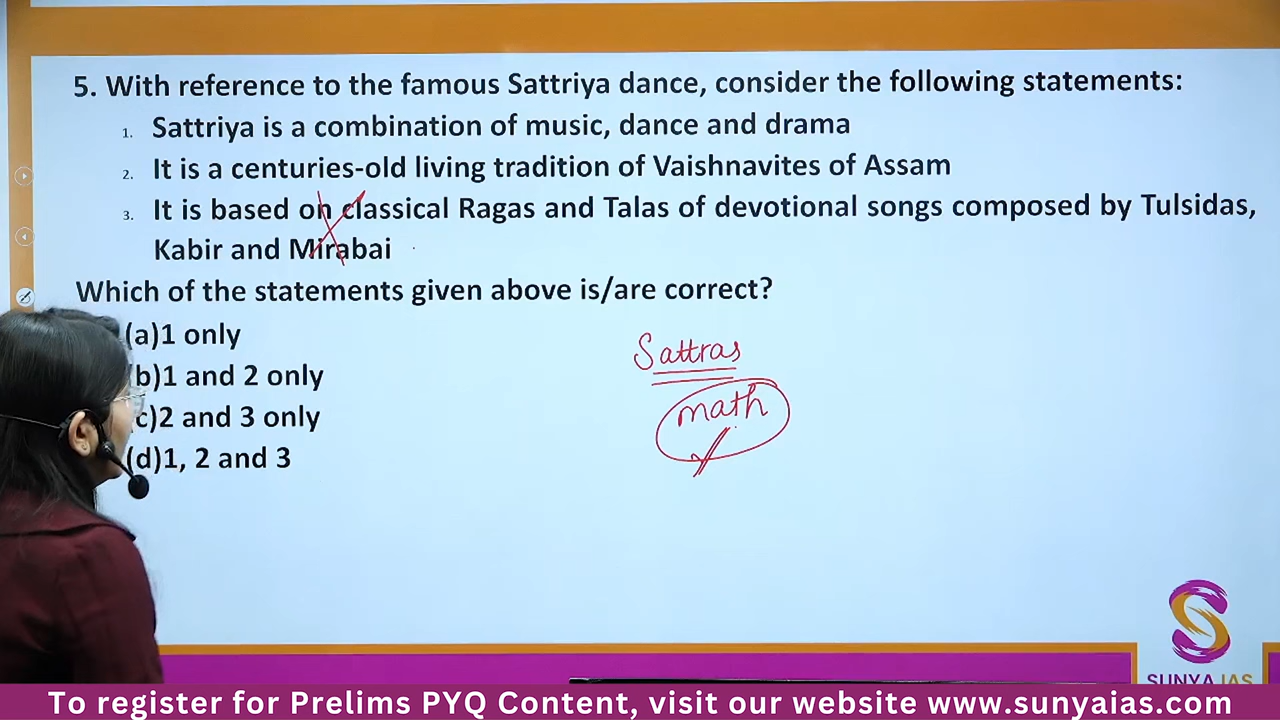 5. With reference to the famous Sattriya dance, consider the following statements:
1. Sattriya is a combination of music, dance and drama
2. It is a centuries-old living tradition of Vaishnavites of Assam
3. It is based on classical Ragas and Talas of devotional songs composed by Tulsidas,
Kabir and Mirabai
Which of the statements given above is/are correct?
(a)1 only
(b)1 and 2 only
(c)2 and 3 only
(d)1, 2 and 3
Sattras
math
SUNYA IAS
To register for Prelims PYQ Content, visit our website www.sunyaias.com